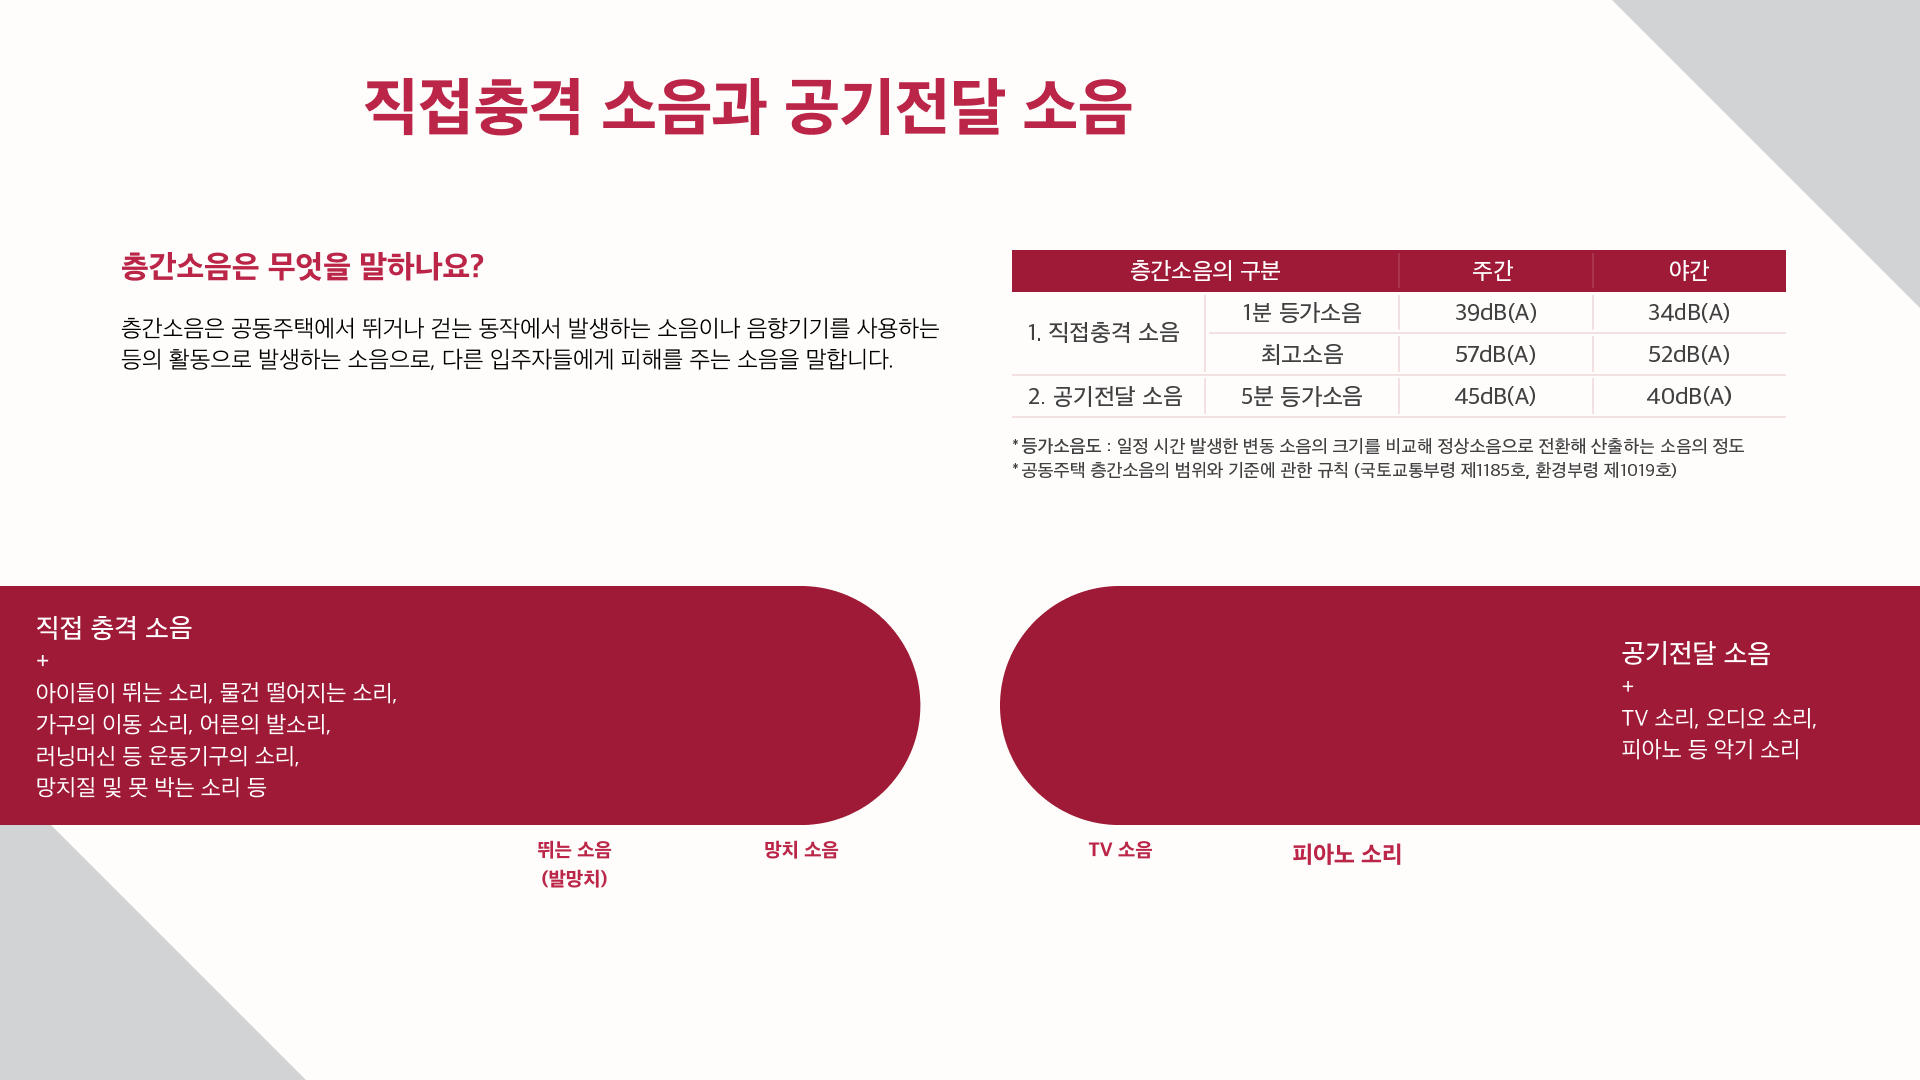 직접충격 소음과 공기전달 소음
층간소음은 무엇을 말하나요?
층간소음은 공동주택에서 뛰거나 걷는 동작에서 발생하는 소음이나 음향기기를 사용하는
등의 활동으로 발생하는 소음으로, 다른 입주자들에게 피해를 주는 소음을 말합니다.
층간소음의 구분 주간 야간
1. 직접충격 소음 1분 등가소음 39dB(A) 34dB(A)
최고소음 57dB(A) 52dB(A)
2. 공기전달 소음 5분 등가소음 45dB(A) 40dB(A)
* 등가소음도 : 일정 시간 발생한 변동 소음의 크기를 비교해 정상소음으로 전환해 산출하는 소음의 정도
* 공동주택 층간소음의 범위와 기준에 관한 규칙 (국토교통부령 제1185호, 환경부령 제1019호)
직접 충격 소음
+
아이들이 뛰는 소리, 물건 떨어지는 소리,
가구의 이동 소리, 어른의 발소리,
러닝머신 등 운동기구의 소리,
망치질 및 못 박는 소리 등
공기전달 소음
+
TV 소리, 오디오 소리,
피아노 등 악기 소리
뛰는 소음
(발망치)
망치 소음
TV 소음
피아노 소리